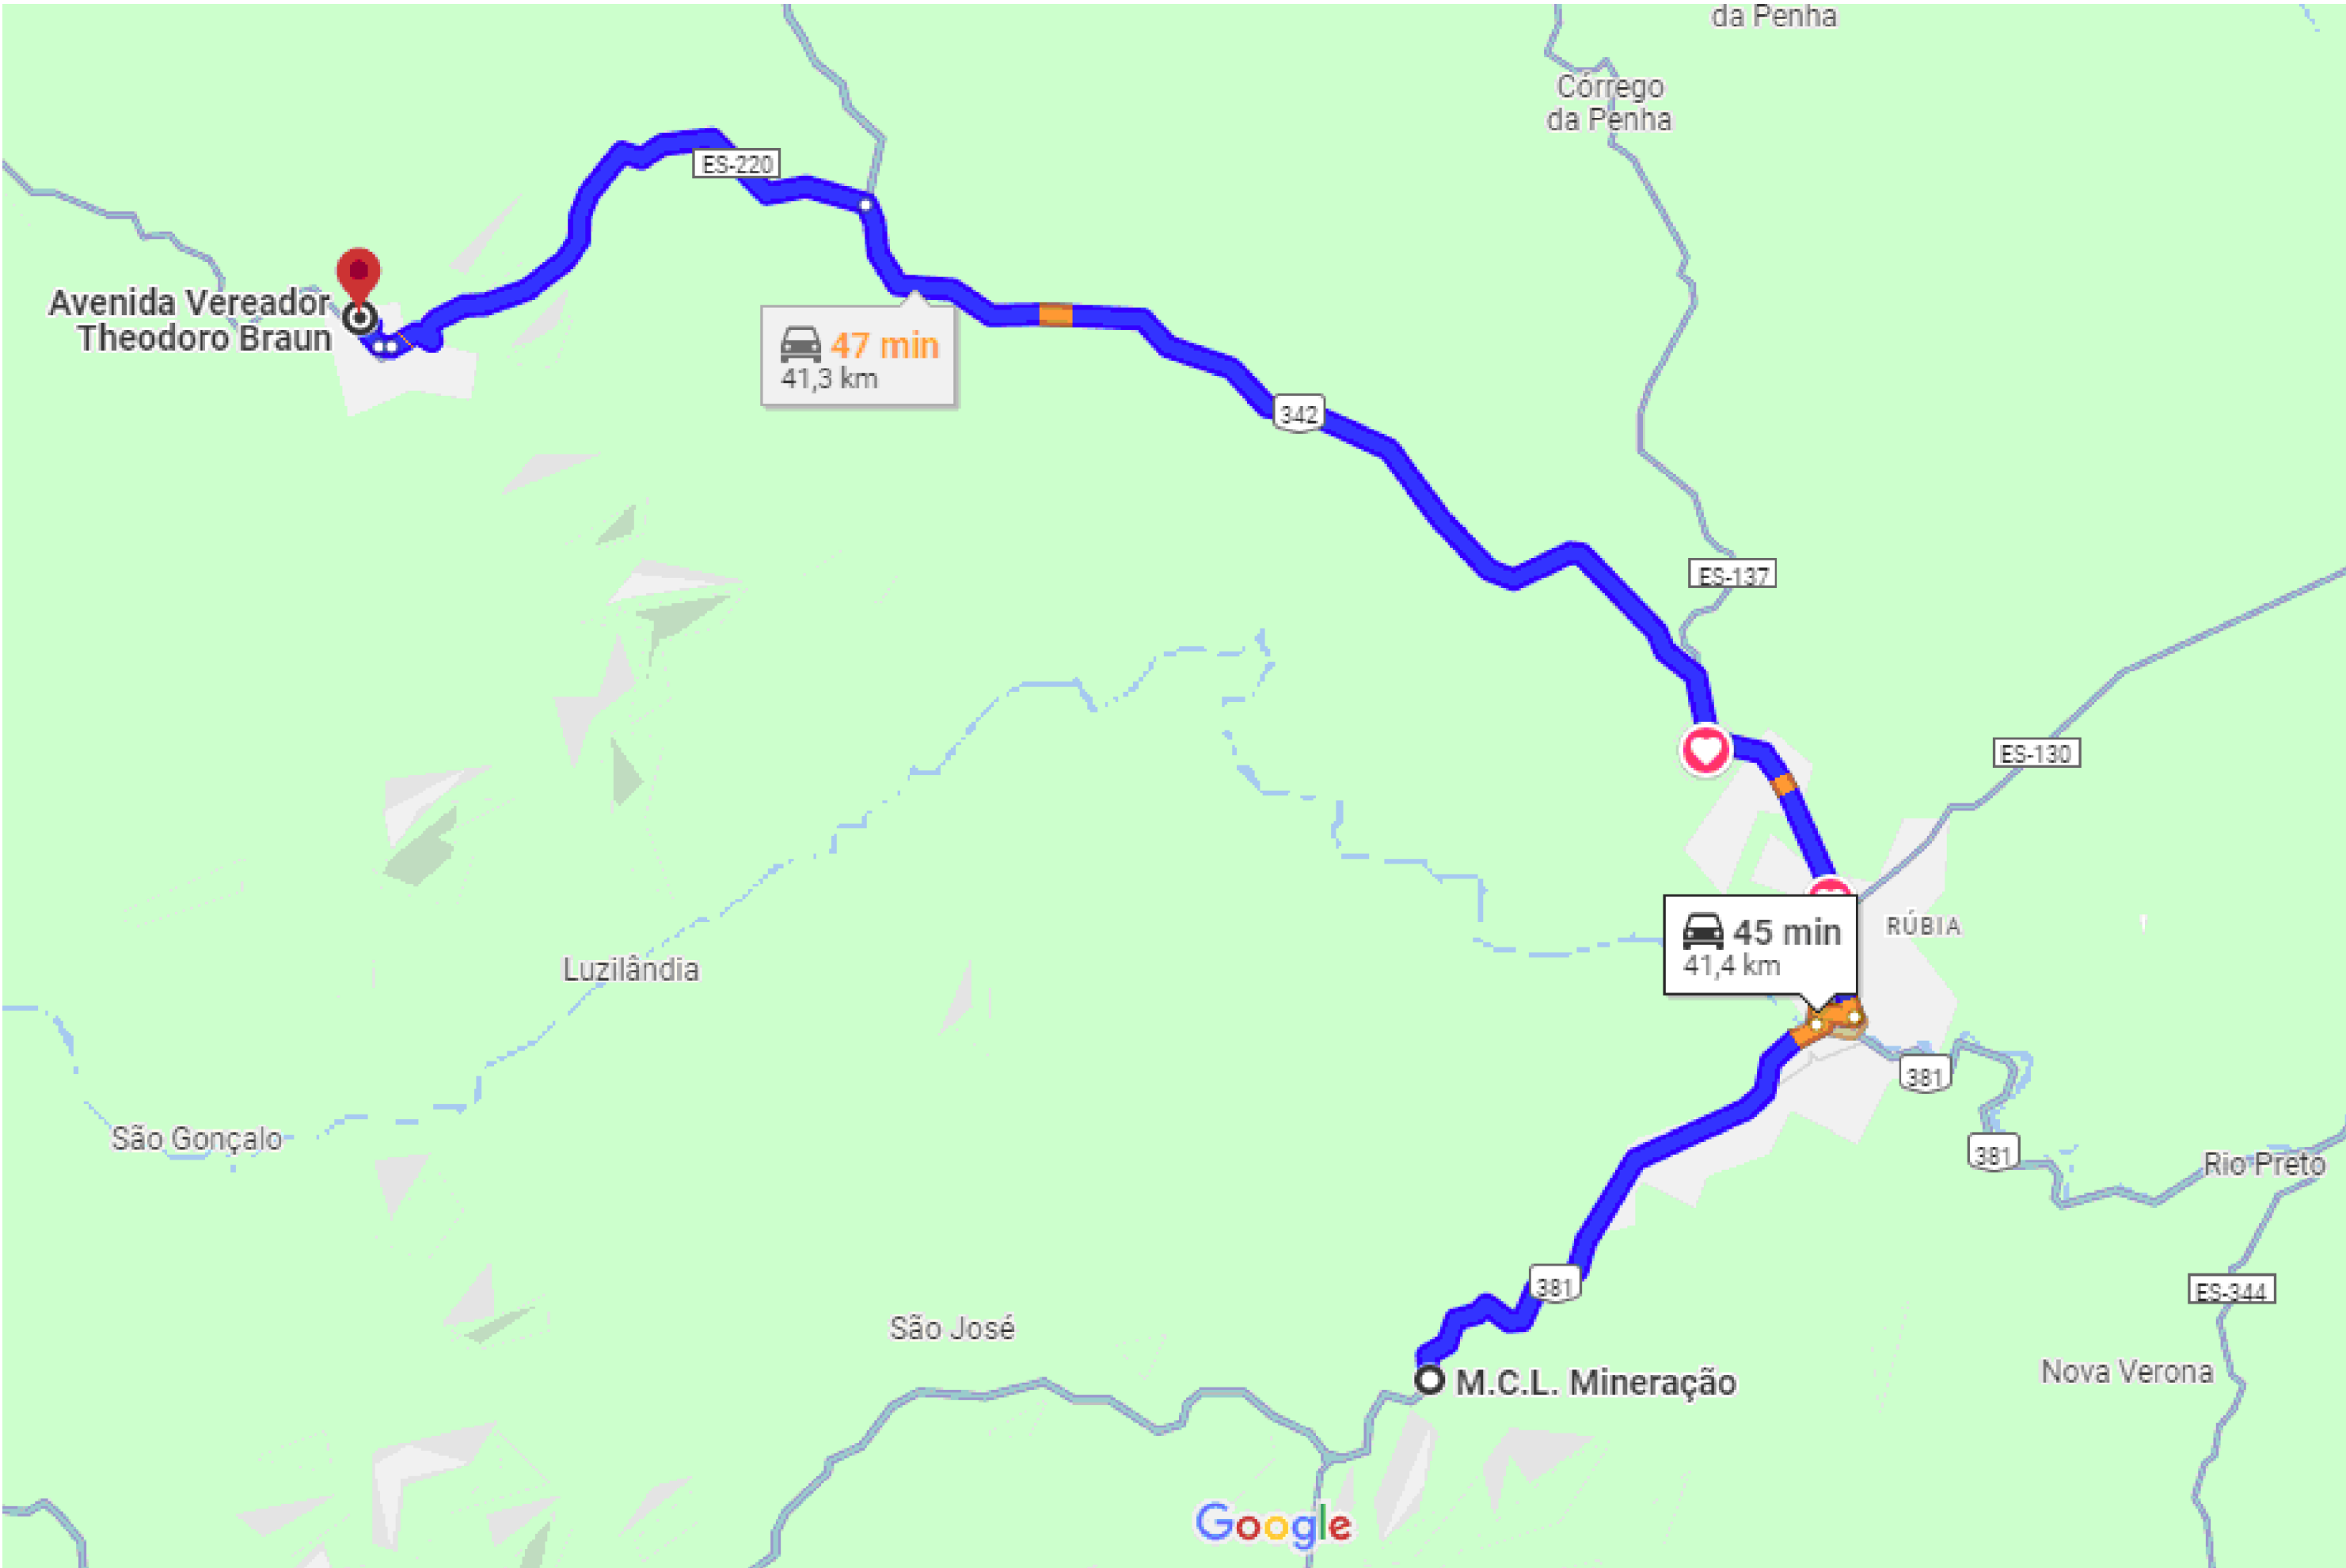 da Penha
Córrego
da Penha
ES-220
Avenida Vereador
Theodoro Braun
47 min
41,3 km
342
ES-137
ES-130
45 min
41,4 km
RÚBIA
Luzilândia
381
São Gonçalo
381
Rio Preto
381
ES-344
São José
M.C.L. Mineração
Nova Verona
Google